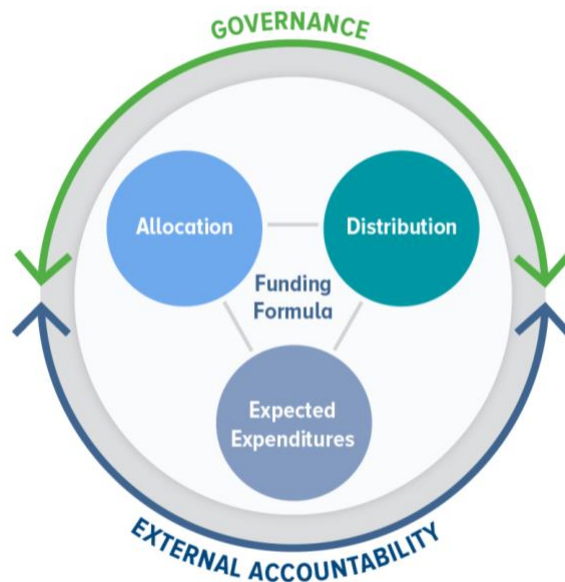 GOVERNANCE
Allocation
Distribution
Funding
Formula
Expected
Expenditures
EXTERNAL ACCOUNTABILITY